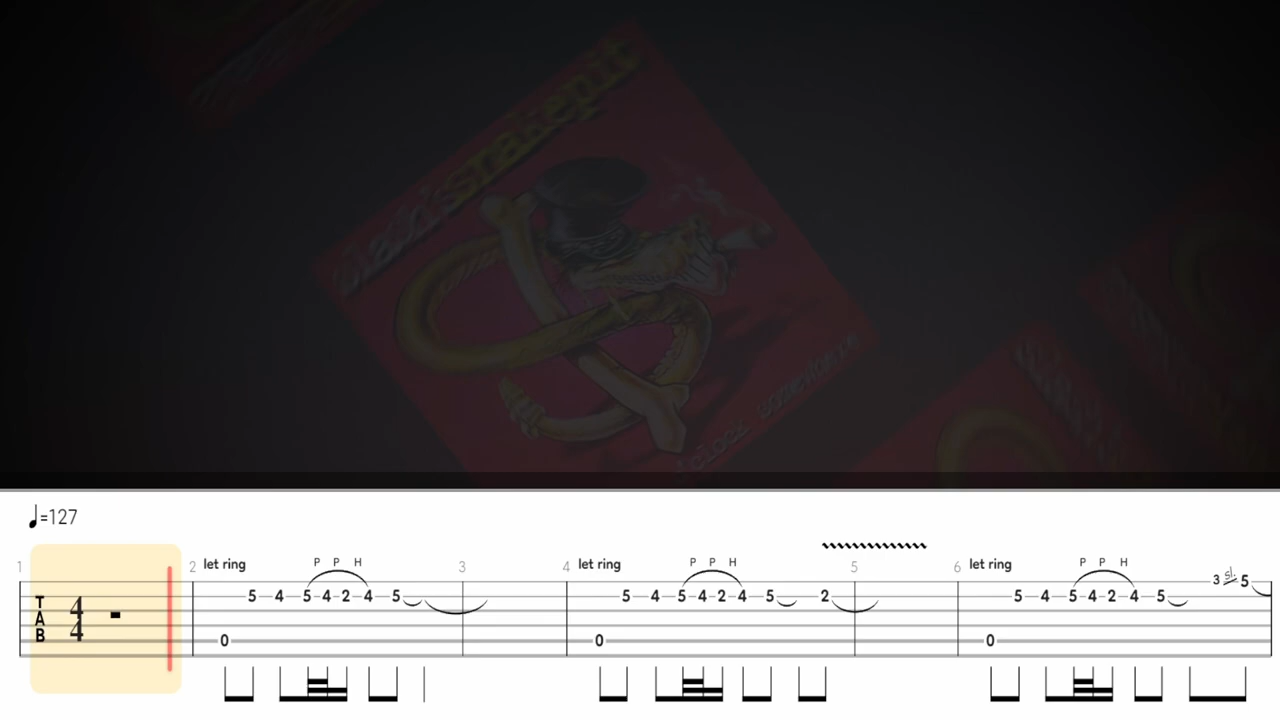 snakepit
♩=127
1 2 let ring P P H 3 4 let ring P P H 5 6 let ring P P H 3 sl. 5
T 4 5 4 5 4 2 4 5 5 4 5 4 2 4 5 2 5 4 5 4 2 4 5
A
B 4 0 0 0